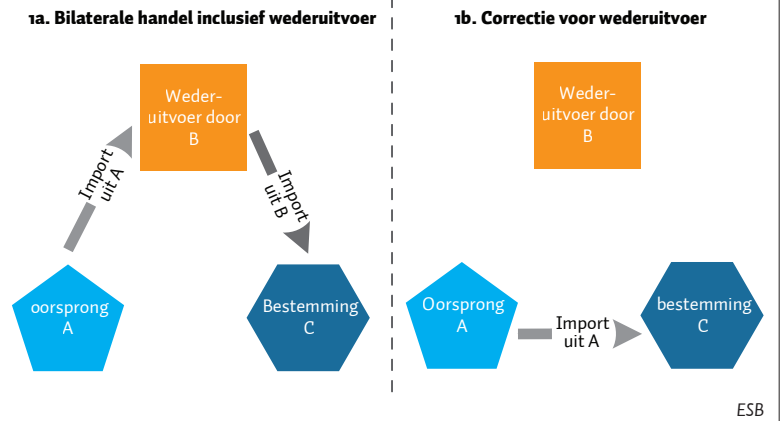 1a. Bilaterale handel inclusief wederuitvoer
Weder-
uitvoer door
B
Import
uit A
Import
uit B
oorsprong
A
Bestemming
C
1b. Correctie voor wederuitvoer
Weder-
uitvoer door
B
Oorsprong
A
Import
uit A
bestemming
C
ESB